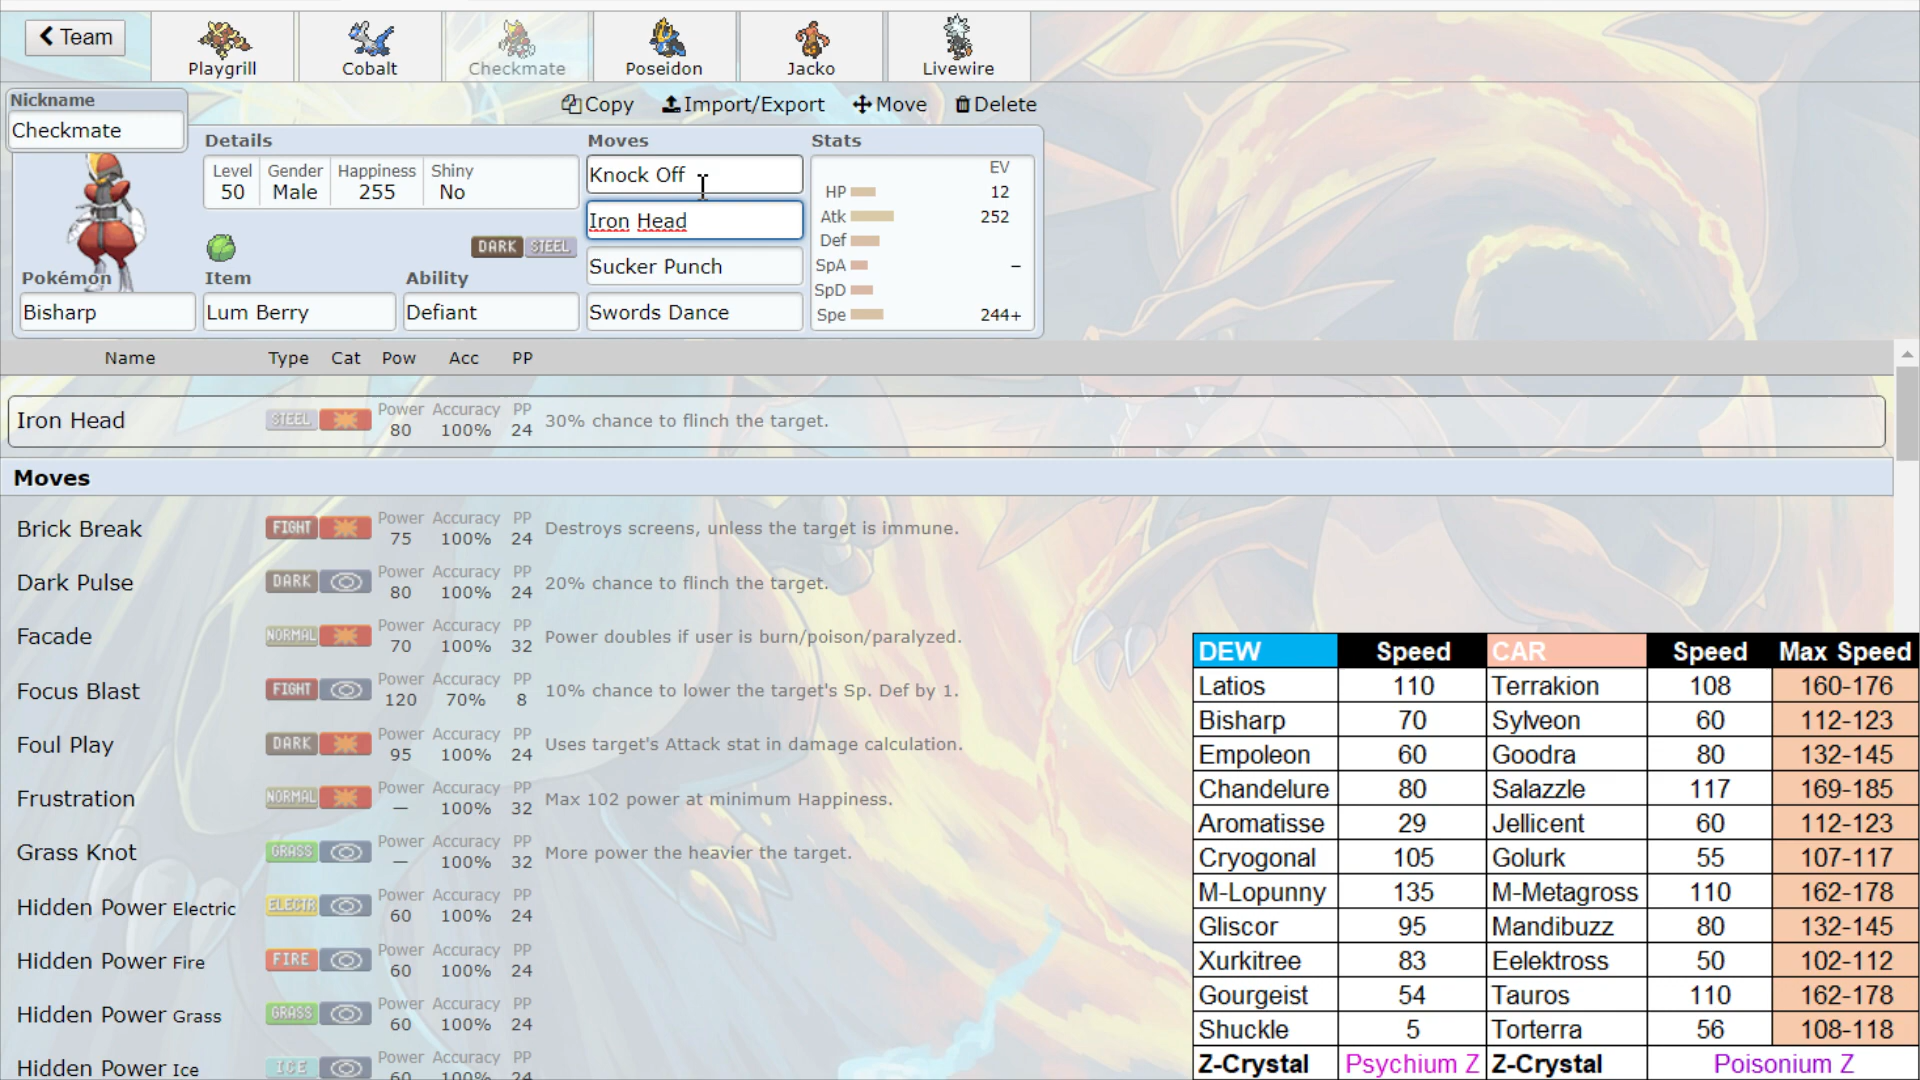 Team
Playgrill
Cobalt
Checkmate
Poseidon
Jacko
Livewire
Copy Import/Export Move Delete
Nickname
Checkmate
Details
Level Gender Happiness Shiny
50 Male 255 No
DARK STEEL
Pokémon Item Ability
Bisharp Lum Berry Defiant
Moves
Knock Off
Iron Head
Sucker Punch
Swords Dance
Stats
EV
HP 12
Atk 252
Def
SpA –
SpD
Spe 244+
Name Type Cat Pow Acc PP
Iron Head STEEL Power 80 Accuracy 100% PP 24 30% chance to flinch the target.
Moves
Brick Break FIGHT Power 75 Accuracy 100% PP 24 Destroys screens, unless the target is immune.
Dark Pulse DARK Power 80 Accuracy 100% PP 24 20% chance to flinch the target.
Facade NORMAL Power 70 Accuracy 100% PP 32 Power doubles if user is burn/poison/paralyzed.
Focus Blast FIGHT Power 120 Accuracy 70% PP 8 10% chance to lower the target's Sp. Def by 1.
Foul Play DARK Power 95 Accuracy 100% PP 24 Uses target's Attack stat in damage calculation.
Frustration NORMAL Power — Accuracy 100% PP 32 Max 102 power at minimum Happiness.
Grass Knot GRASS Power — Accuracy 100% PP 32 More power the heavier the target.
Hidden Power Electric ELECTR Power 60 Accuracy 100% PP 24
Hidden Power Fire FIRE Power 60 Accuracy 100% PP 24
Hidden Power Grass GRASS Power 60 Accuracy 100% PP 24
Hidden Power Ice ICE Power 60 Accuracy 100% PP 24
DEW Speed CAR Speed Max Speed
Latios 110 Terrakion 108 160-176
Bisharp 70 Sylveon 60 112-123
Empoleon 60 Goodra 80 132-145
Chandelure 80 Salazzle 117 169-185
Aromatisse 29 Jellicent 60 112-123
Cryogonal 105 Golurk 55 107-117
M-Lopunny 135 M-Metagross 110 162-178
Gliscor 95 Mandibuzz 80 132-145
Xurkitree 83 Eelektross 50 102-112
Gourgeist 54 Tauros 110 162-178
Shuckle 5 Torterra 56 108-118
Z-Crystal Psychium Z Z-Crystal Poisonium Z